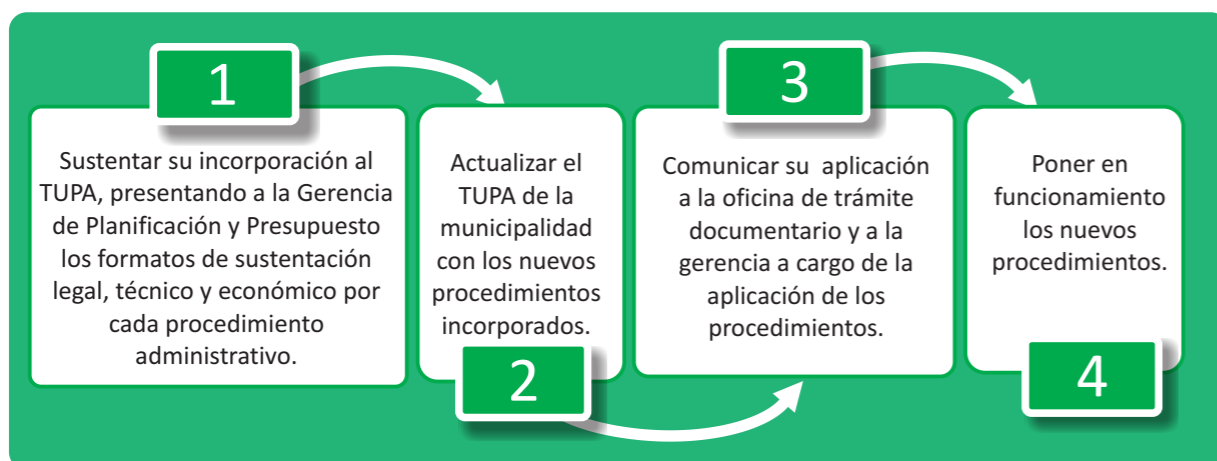 1
Sustentar su incorporación al
TUPA, presentando a la Gerencia
de Planificación y Presupuesto
los formatos de sustentación
legal, técnico y económico por
cada procedimiento
administrativo.
Actualizar el
TUPA de la
municipalidad
con los nuevos
procedimientos
incorporados.
2
3
Comunicar su aplicación
a la oficina de trámite
documentario y a la
gerencia a cargo de la
aplicación de los
procedimientos.
Poner en
funcionamiento
los nuevos
procedimientos.
4